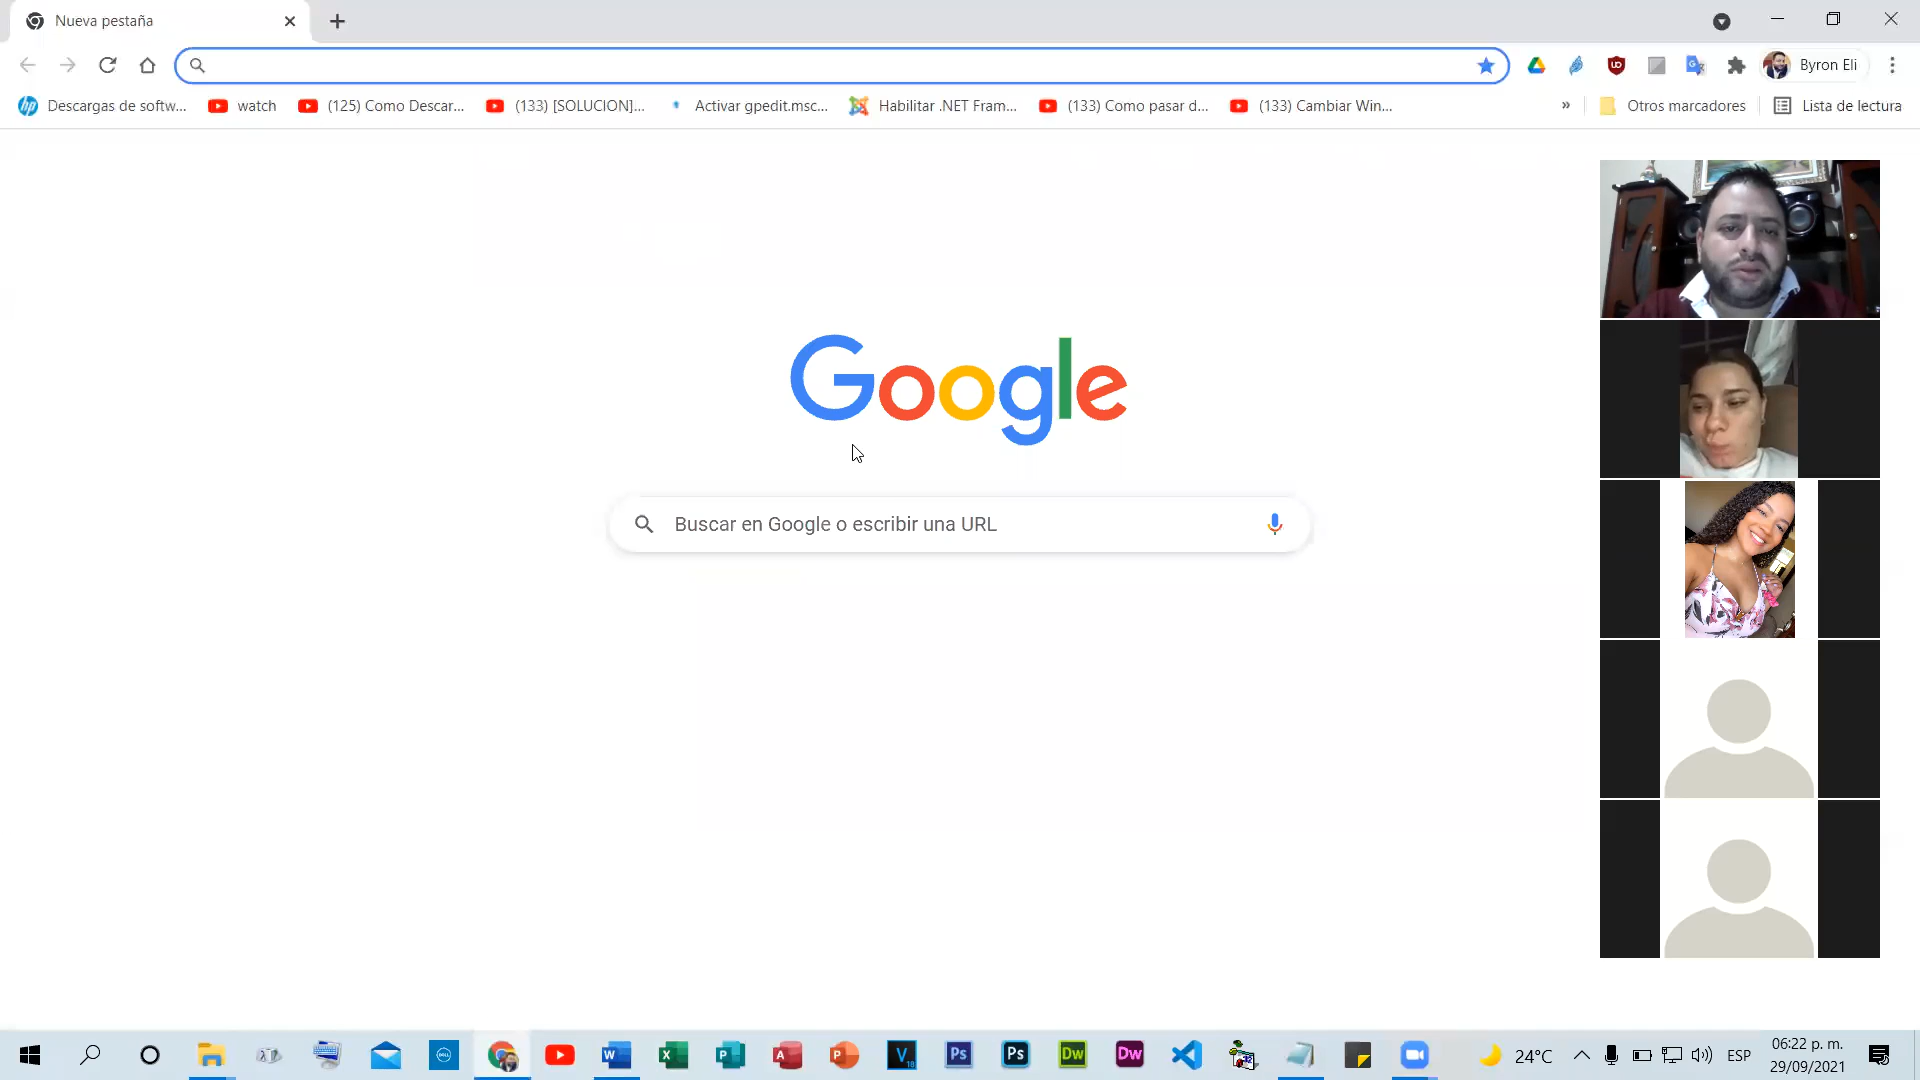 Nueva pestaña
Byron Eli
Descargas de softw...
watch
(125) Como Descar...
(133) [SOLUCION]...
Activar gpedit.msc...
Habilitar .NET Fram...
(133) Como pasar d...
(133) Cambiar Win...
»
Otros marcadores
Lista de lectura
Google
Buscar en Google o escribir una URL
24°C
ESP
06:22 p. m.
29/09/2021